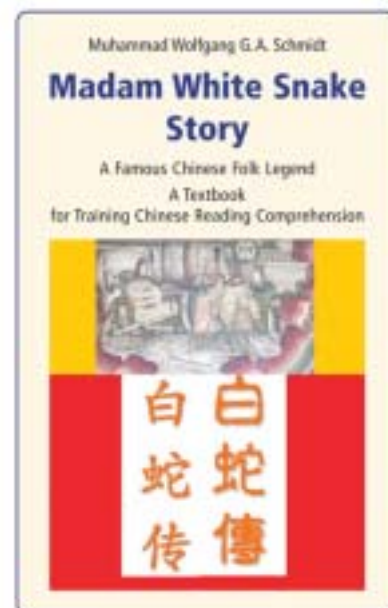 Muhammad Wolfgang G.A. Schmidt
Madam White Snake
Story
A Famous Chinese Folk Legend
A Textbook
for Training Chinese Reading Comprehension
白蛇傳
白蛇传